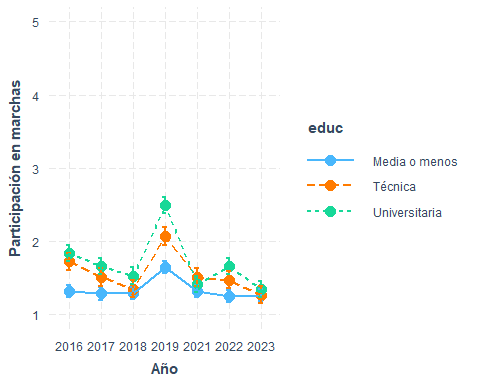 Participación en marchas
5
4
3
2
1
2016 2017 2018 2019 2021 2022 2023
Año
educ
Media o menos
Técnica
Universitaria